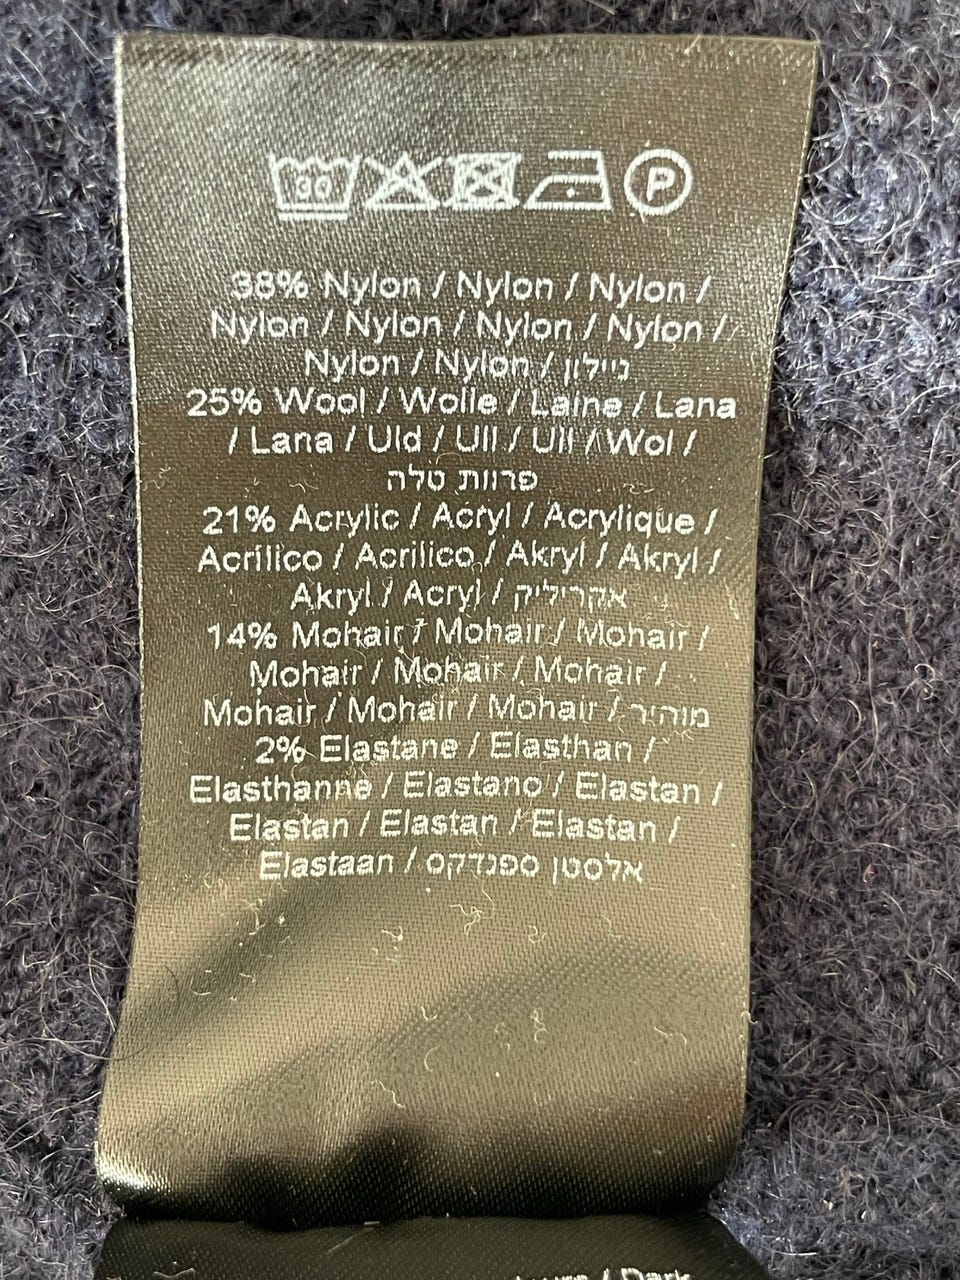 30 P
38% Nylon / Nylon / Nylon /
Nylon / Nylon / Nylon / Nylon /
Nylon / Nylon / ניילון
25% Wool / Wolle / Laine / Lana
/ Lana / Uld / Ull / Ull / Wol /
פרוות טלה
21% Acrylic / Acryl / Acrylique /
Acrilico / Acrilico / Akryl / Akryl /
Akryl / Acryl / אקריליק
14% Mohair / Mohair / Mohair /
Mohair / Mohair / Mohair /
Mohair / Mohair / Mohair / מוהיר
2% Elastane / Elasthan /
Elasthanne / Elastano / Elastan /
Elastan / Elastan / Elastan /
Elastaan / אלסטן ספנדקס
/ Dark